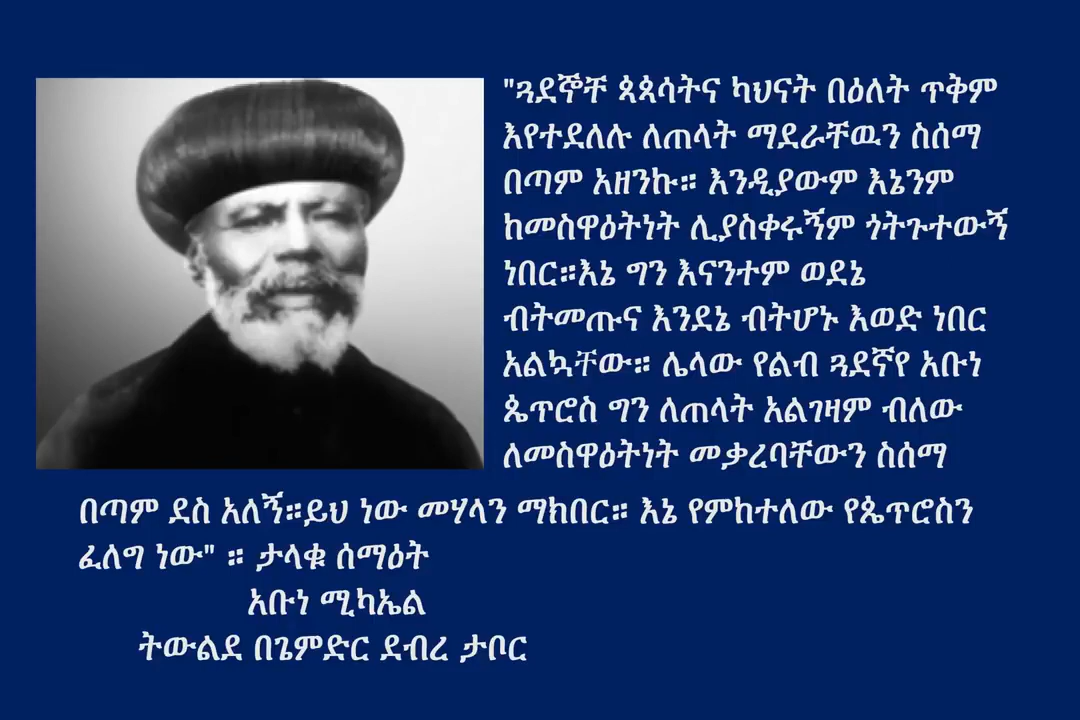 "ጓደኞቸ ጳጳሳትና ካህናት በዕለት ጥቅም
እየተደለሉ ለጠላት ማደራቸዉን ስሰማ
በጣም አዘንኩ። እንዲያውም እኔንም
ከመስዋዕትነት ሊያስቀሩኝም ጎትጉተውኝ
ነበር።እኔ ግን እናንተም ወደኔ
ብትመጡና እንደኔ ብትሆኑ እወድ ነበር
አልኳቸው። ሌላው የልብ ጓደኛየ አቡነ
ጴጥሮስ ግን ለጠላት አልገዛም ብለው
ለመስዋዕትነት መቃረባቸውን ስሰማ
በጣም ደስ አለኝ።ይህ ነው መሃላን ማክበር። እኔ የምከተለው የጴጥሮስን
ፈለግ ነው" ። ታላቁ ሰማዕት
አቡነ ሚካኤል
ትውልደ በጌምድር ደብረ ታቦር